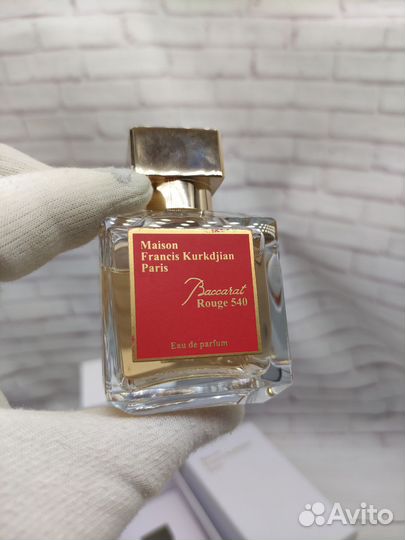 Maison
Francis Kurkdjian
Paris
Baccarat
Rouge 540
Eau de parfum
Avito